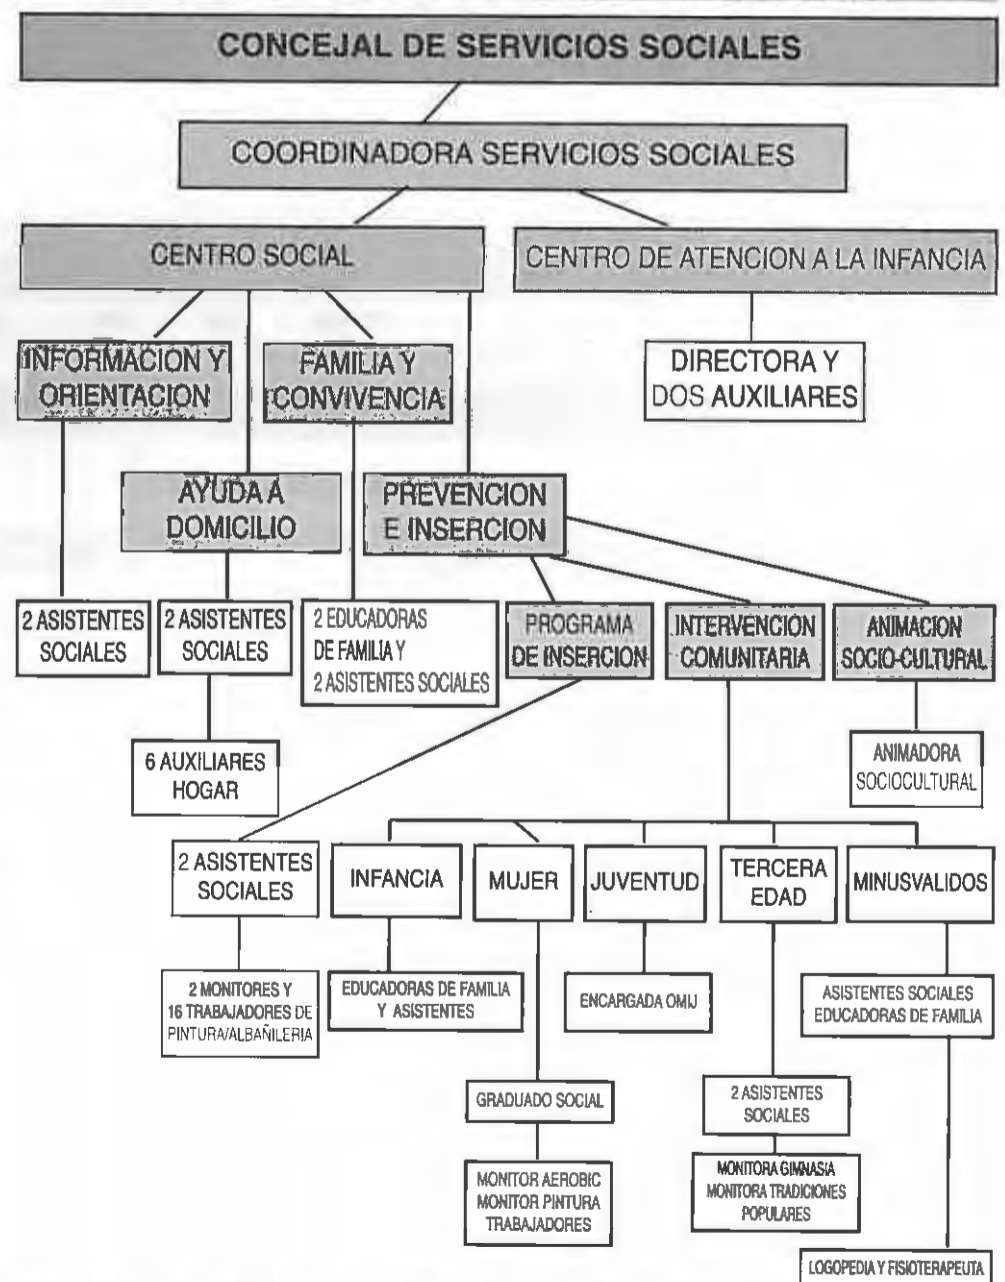 CONCEJAL DE SERVICIOS SOCIALES
COORDINADORA SERVICIOS SOCIALES
CENTRO SOCIAL
CENTRO DE ATENCION A LA INFANCIA
INFORMACION Y
ORIENTACION
FAMILIA Y
CONVIVENCIA
DIRECTORA Y
DOS AUXILIARES
AYUDA A
DOMICILIO
PREVENCION
E INSERCION
2 ASISTENTES
SOCIALES
2 ASISTENTES
SOCIALES
2 EDUCADORAS
DE FAMILIA Y
2 ASISTENTES SOCIALES
PROGRAMA
DE INSERCION
INTERVENCION
COMUNITARIA
ANIMACION
SOCIO-CULTURAL
6 AUXILIARES
HOGAR
ANIMADORA
SOCIOCULTURAL
2 ASISTENTES
SOCIALES
INFANCIA
MUJER
JUVENTUD
TERCERA
EDAD
MINUSVALIDOS
2 MONITORES Y
16 TRABAJADORES DE
PINTURA/ALBAÑILERIA
EDUCADORAS DE FAMILIA
Y ASISTENTES
ENCARGADA OMIJ
ASISTENTES SOCIALES
EDUCADORAS DE FAMILIA
GRADUADO SOCIAL
2 ASISTENTES
SOCIALES
MONITOR AEROBIC
MONITOR PINTURA
TRABAJADORES
MONITORA GIMNASIA
MONITORA TRADICIONES
POPULARES
LOGOPEDIA Y FISIOTERAPEUTA